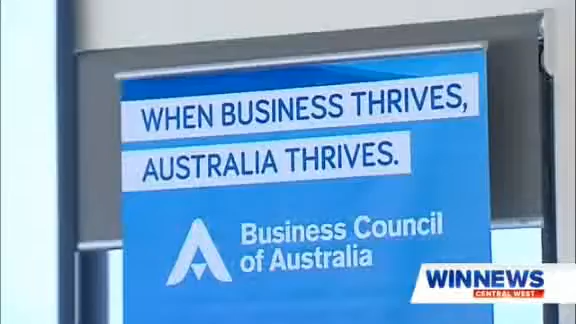 WHEN BUSINESS THRIVES,
AUSTRALIA THRIVES.
Business Council
of Australia
WINNEWS
CENTRAL WEST